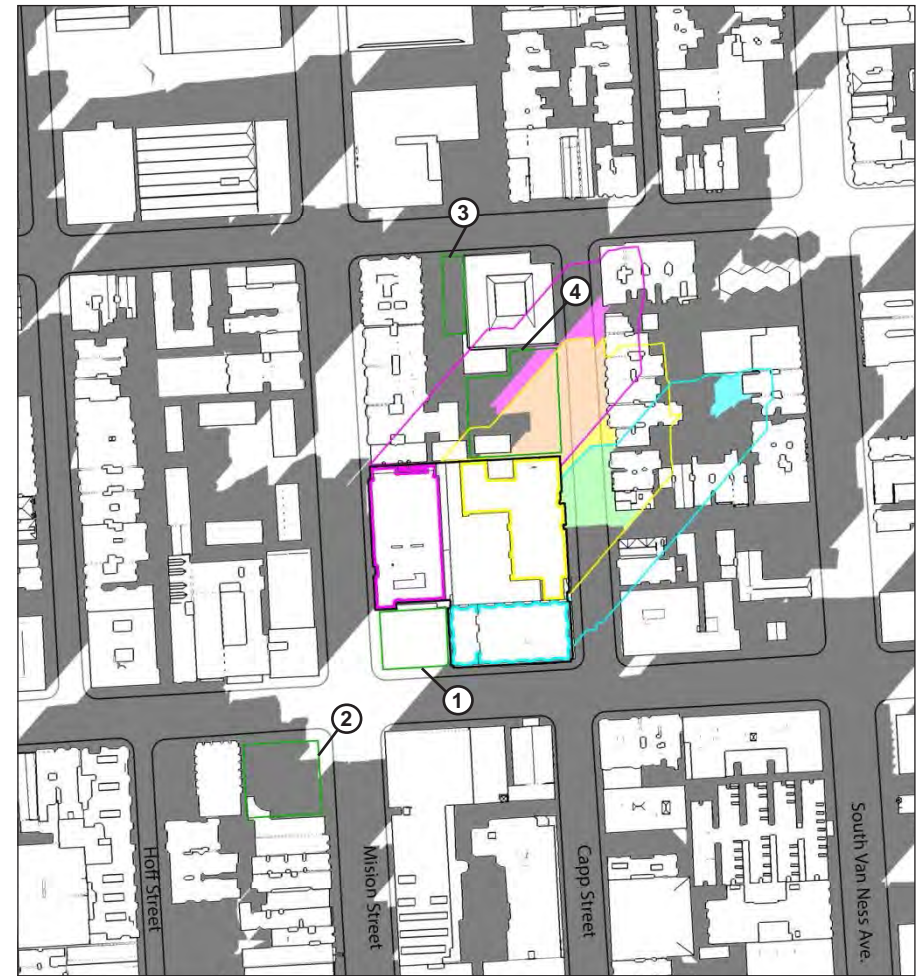 3
4
1
2
Hoff Street
Mision Street
Capp Street
South Van Ness Ave.